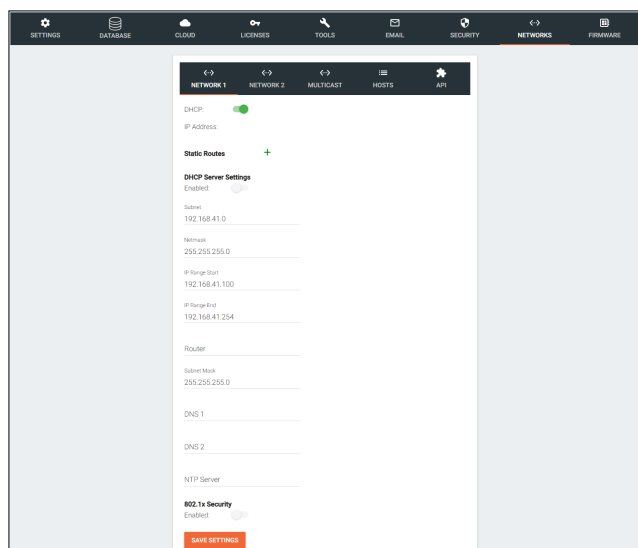 SETTINGS DATABASE CLOUD LICENSES TOOLS EMAIL SECURITY NETWORKS FIRMWARE
NETWORK 1 NETWORK 2 MULTICAST HOSTS API
DHCP:
IP Address:
Static Routes +
DHCP Server Settings
Enabled:
Subnet
192.168.41.0
Netmask
255.255.255.0
IP Range Start
192.168.41.100
IP Range End
192.168.41.254
Router
Subnet Mask
255.255.255.0
DNS 1
DNS 2
NTP Server
802.1x Security
Enabled:
SAVE SETTINGS